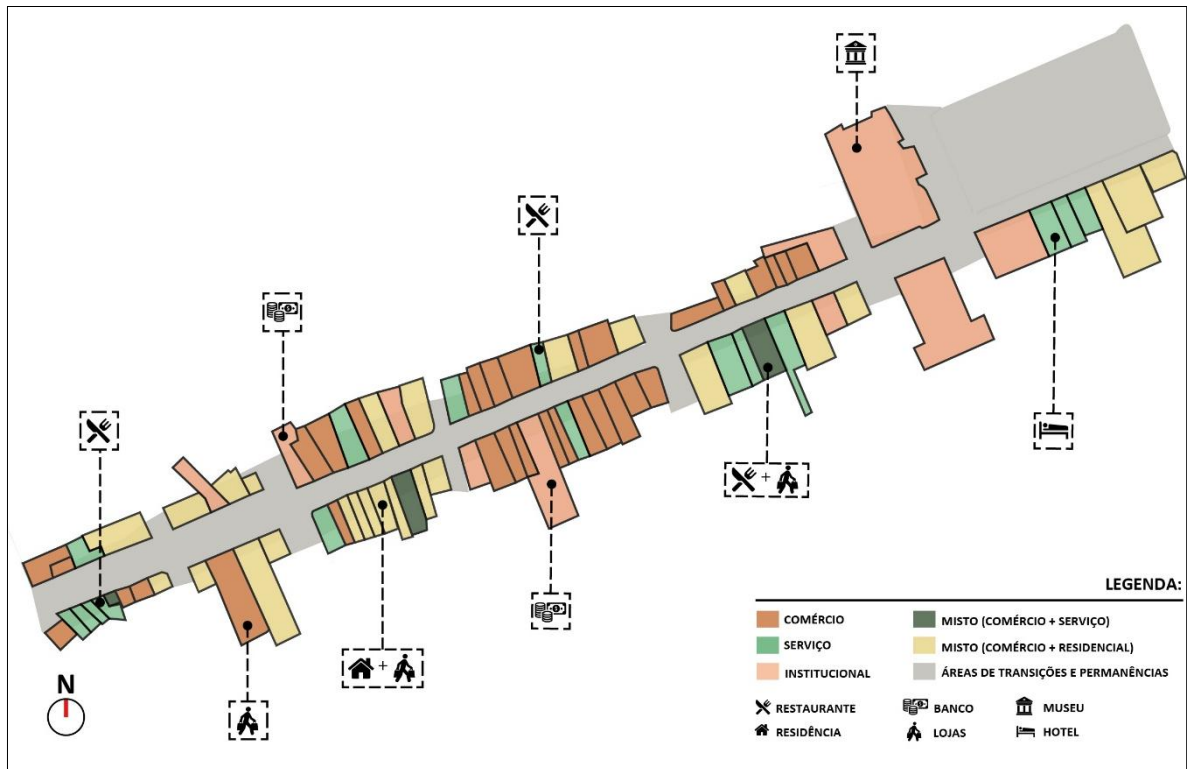 +
+
N
LEGENDA:
COMÉRCIO
SERVIÇO
INSTITUCIONAL
MISTO (COMÉRCIO + SERVIÇO)
MISTO (COMÉRCIO + RESIDENCIAL)
ÁREAS DE TRANSIÇÕES E PERMANÊNCIAS
RESTAURANTE
BANCO
MUSEU
RESIDÊNCIA
LOJAS
HOTEL